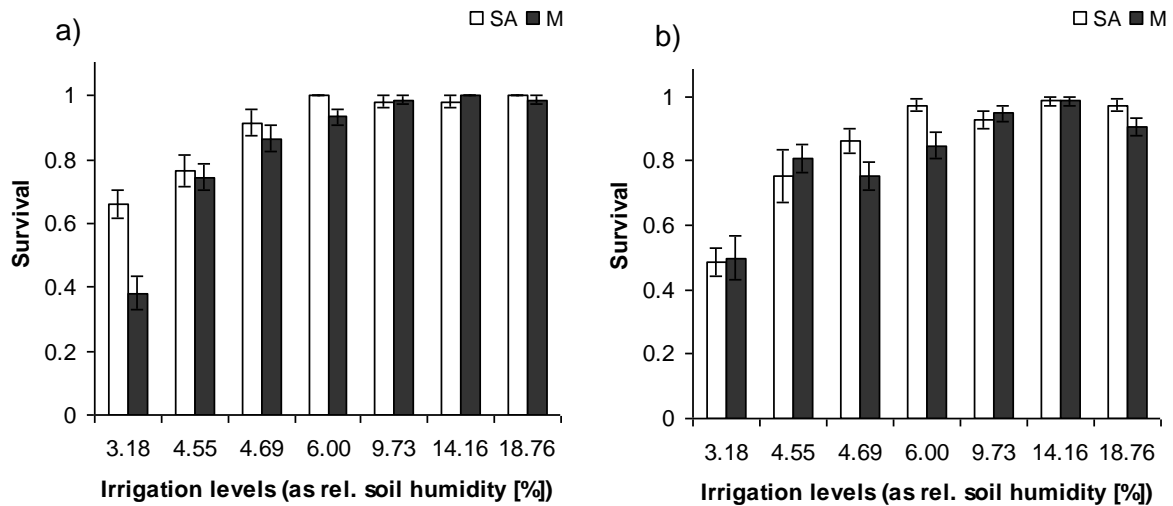 SA M
a)
1
0.8
0.6
0.4
0.2
0
Survival
3.18 4.55 4.69 6.00 9.73 14.16 18.76
Irrigation levels (as rel. soil humidity [%])
SA M
b)
1
0.8
0.6
0.4
0.2
0
Survival
3.18 4.55 4.69 6.00 9.73 14.16 18.76
Irrigation levels (as rel. soil humidity [%])